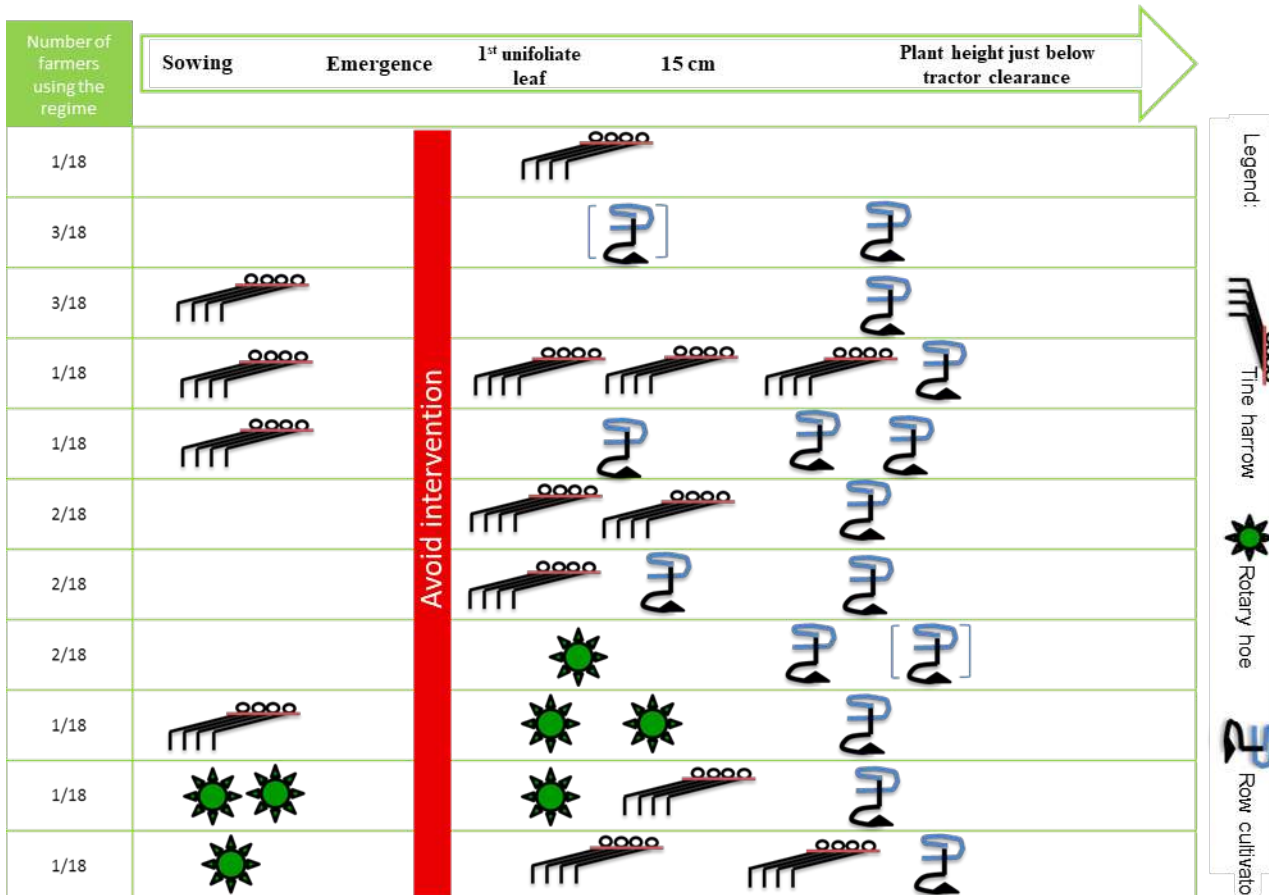 Number of
farmers
using the
regime
Sowing
Emergence
1st unifoliate
leaf
15 cm
Plant height just below
tractor clearance
1/18
3/18
3/18
1/18
1/18
2/18
2/18
2/18
1/18
1/18
1/18
Avoid intervention
Legend:
Tine harrow
Rotary hoe
Row cultivato